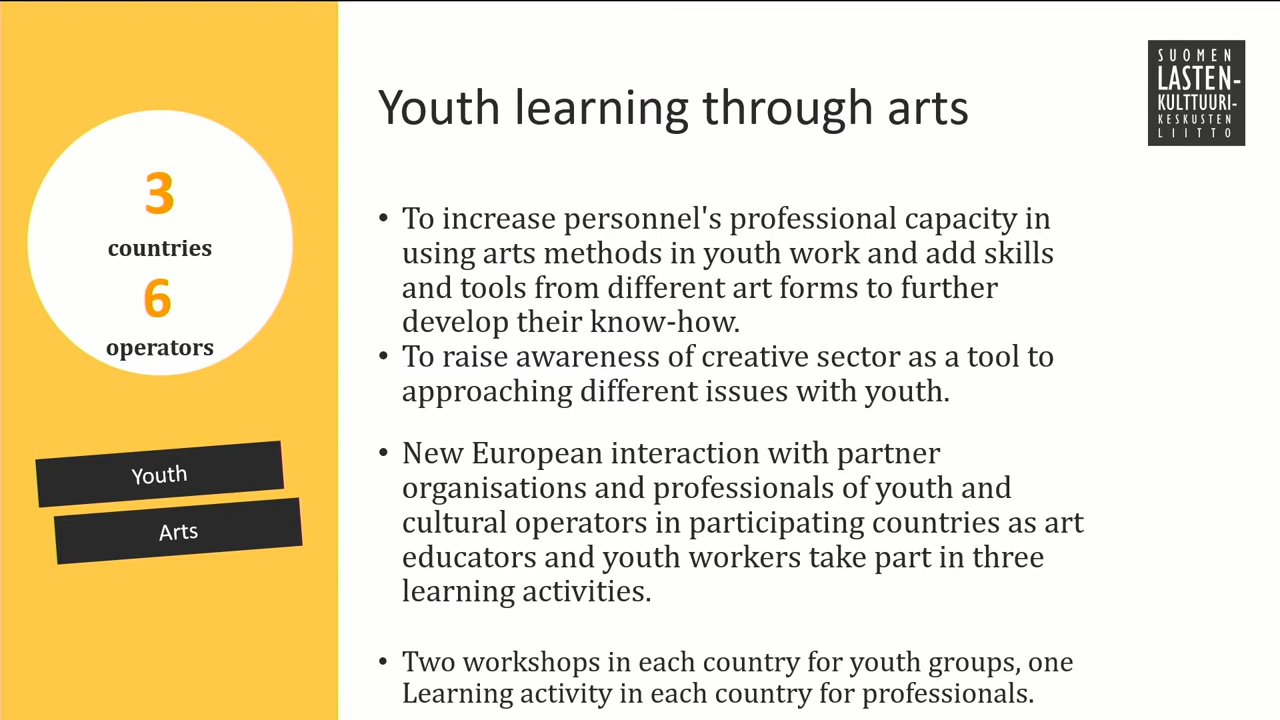 3
countries
6
operators
Youth
Arts
Youth learning through arts
SUOMEN
LASTEN-
KULTTUURI-
KESKUSTEN
LIITTO
• To increase personnel's professional capacity in
using arts methods in youth work and add skills
and tools from different art forms to further
develop their know-how.
• To raise awareness of creative sector as a tool to
approaching different issues with youth.
• New European interaction with partner
organisations and professionals of youth and
cultural operators in participating countries as art
educators and youth workers take part in three
learning activities.
• Two workshops in each country for youth groups, one
Learning activity in each country for professionals.